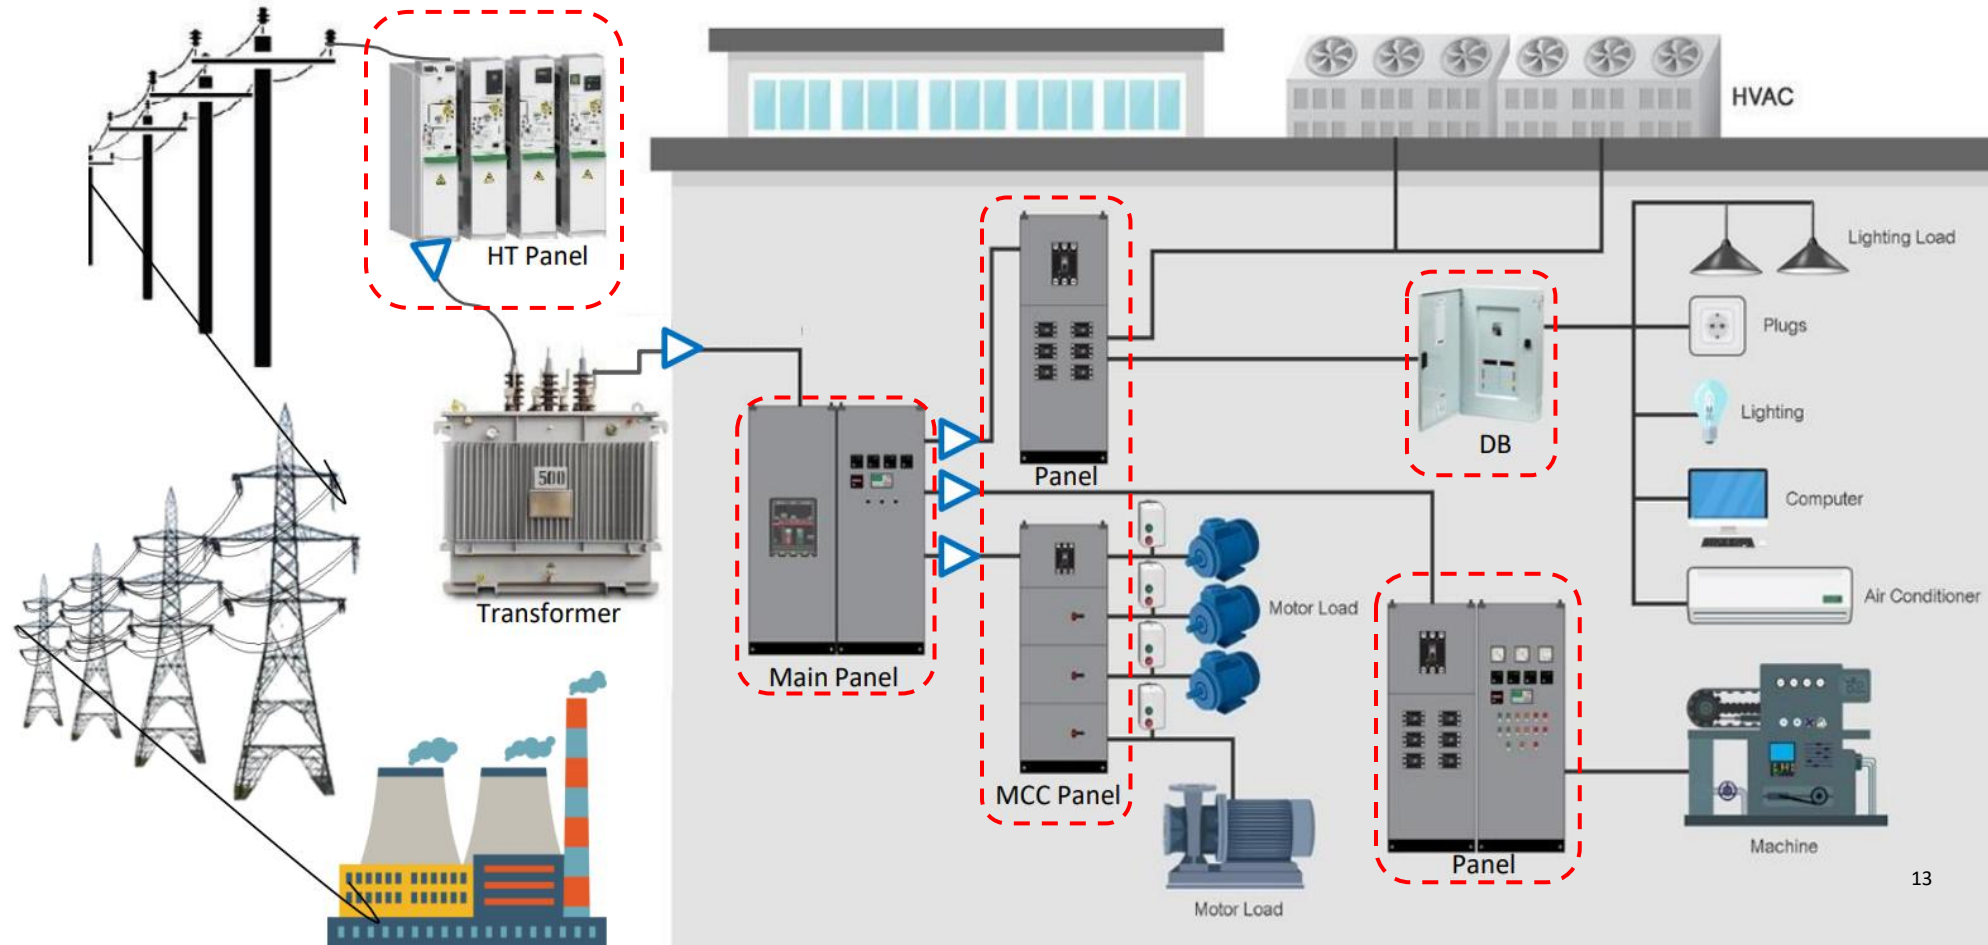 HVAC
HT Panel
Lighting Load
Plugs
DB
Lighting
Panel
500
Computer
Transformer
Motor Load
Air Conditioner
Main Panel
MCC Panel
Machine
Panel
13
Motor Load